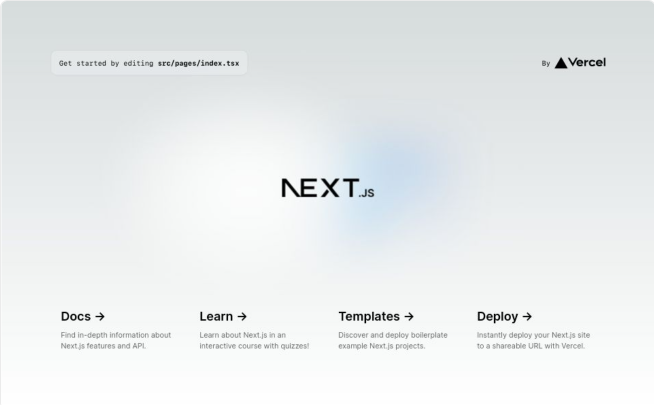 Get started by editing src/pages/index.tsx
By Vercel
NEXT.JS
Docs →
Find in-depth information about
Next.js features and API.
Learn →
Learn about Next.js in an
interactive course with quizzes!
Templates →
Discover and deploy boilerplate
example Next.js projects.
Deploy →
Instantly deploy your Next.js site
to a shareable URL with Vercel.